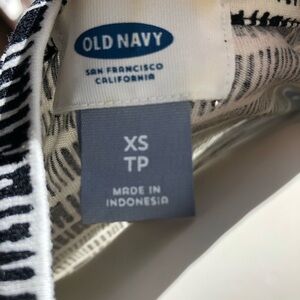 OLD NAVY
SAN FRANCISCO
CALIFORNIA
XS
TP
MADE IN
INDONESIA